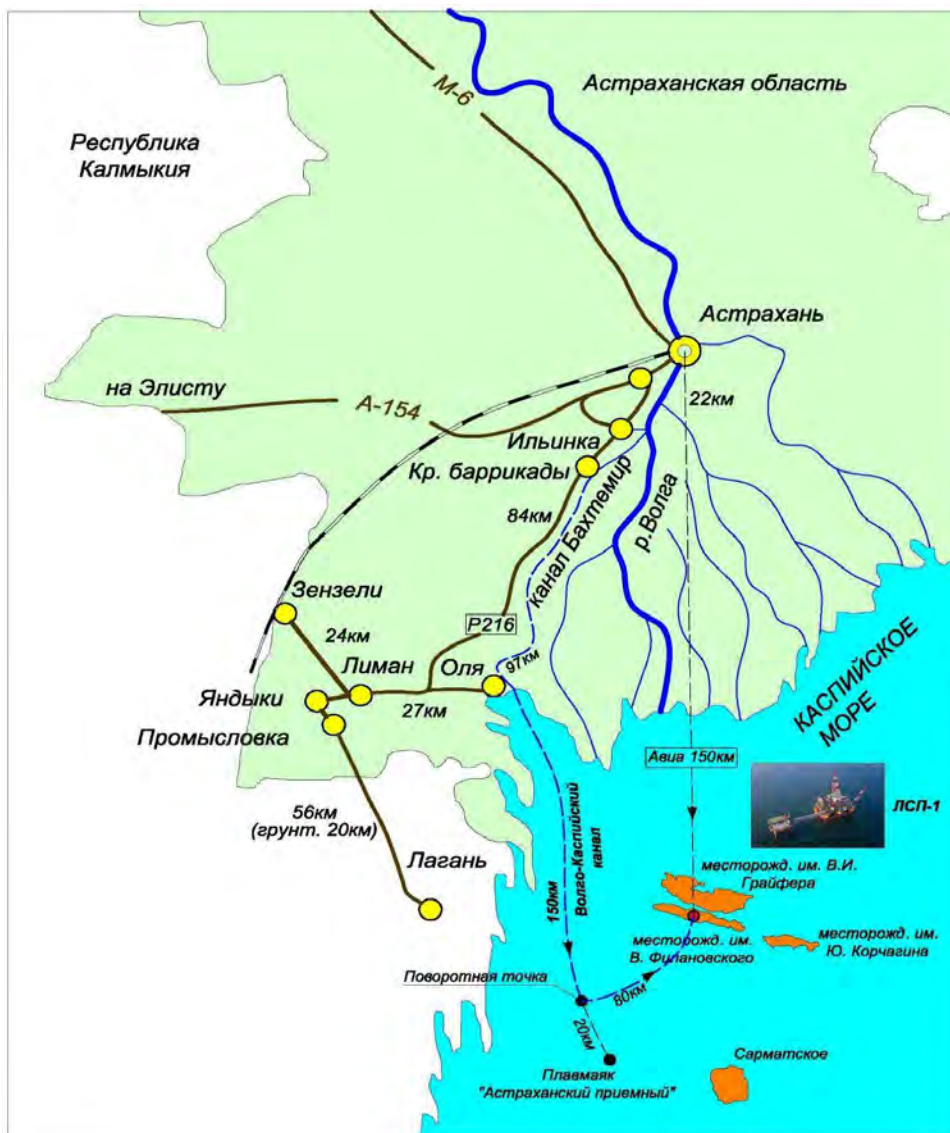 М-6
Астраханская область
Республика
Калмыкия
Астрахань
на Элисту
А-154
22км
Ильинка
Кр. баррикады
84км
канал Бахтемир
р.Волга
Зензели
24км
Р216
Лиман
Оля
97км
Яндыки
27км
Промысловка
КАСПИЙСКОЕ
МОРЕ
Авиа 150км
ЛСП-1
56км
(грунт. 20км)
Лагань
150км
Волго-Каспийский
канал
месторожд. им. В.И.
Грайфера
месторожд. им.
Ю. Корчагина
месторожд. им.
В. Филановского
Поворотная точка
80км
20км
Плавмаяк
"Астраханский приемный"
Сарматское